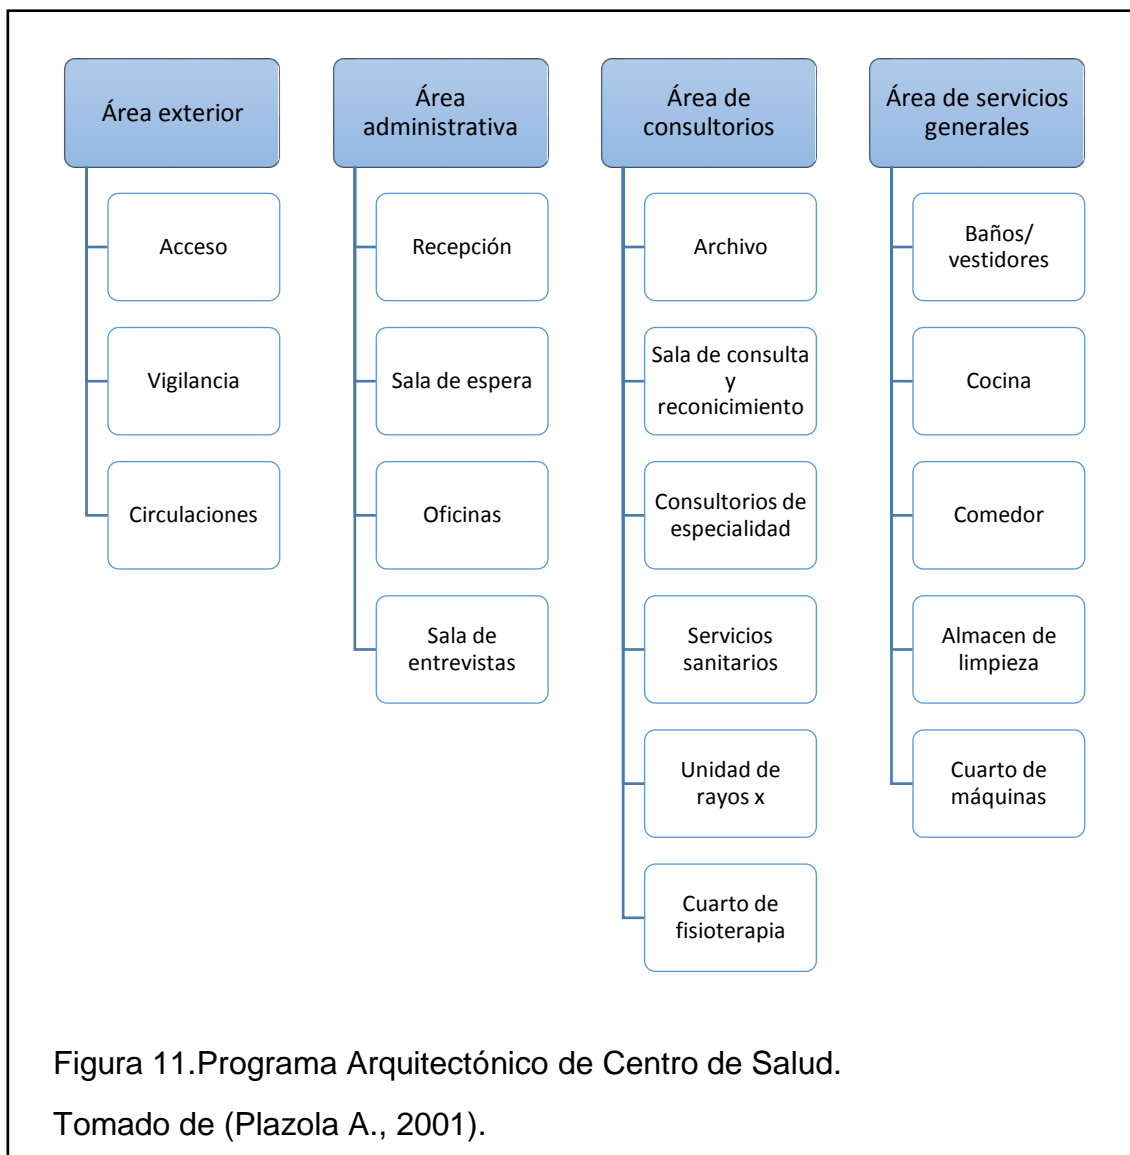 Área exterior
Acceso
Vigilancia
Circulaciones
Área
administrativa
Recepción
Sala de espera
Oficinas
Sala de
entrevistas
Área de
consultorios
Archivo
Sala de consulta
y
reconicimiento
Consultorios de
especialidad
Servicios
sanitarios
Unidad de
rayos x
Cuarto de
fisioterapia
Área de servicios
generales
Baños/
vestidores
Cocina
Comedor
Almacen de
limpieza
Cuarto de
máquinas
Figura 11.Programa Arquitectónico de Centro de Salud.
Tomado de (Plazola A., 2001).